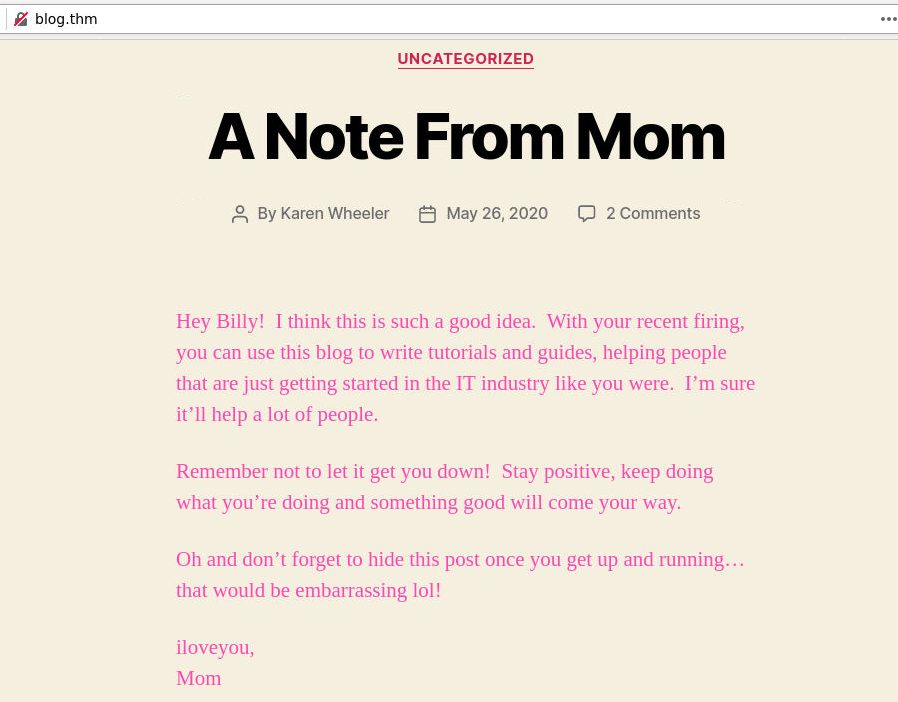 blog.thm
UNCATEGORIZED
A Note From Mom
By Karen Wheeler May 26, 2020 2 Comments
Hey Billy!  I think this is such a good idea.  With your recent firing,
you can use this blog to write tutorials and guides, helping people
that are just getting started in the IT industry like you were.  I’m sure
it’ll help a lot of people.
Remember not to let it get you down!  Stay positive, keep doing
what you’re doing and something good will come your way.
Oh and don’t forget to hide this post once you get up and running…
that would be embarrassing lol!
iloveyou,
Mom